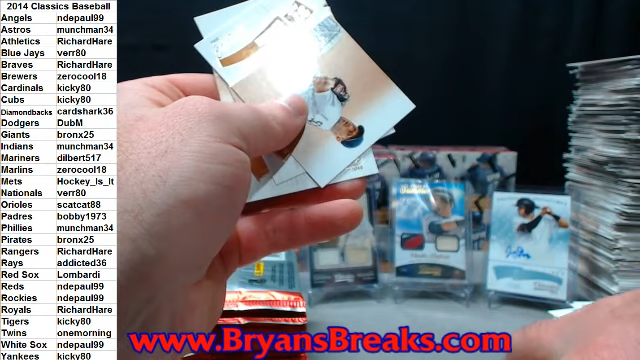 2014 Classics Baseball
Angels ndepaul99
Astros munchman34
Athletics RichardHare
Blue Jays verr80
Braves RichardHare
Brewers zerocool18
Cardinals kicky80
Cubs kicky80
Diamondbacks cardshark36
Dodgers DubM
Giants bronx25
Indians munchman34
Mariners dilbert517
Marlins zerocool18
Mets Hockey_Is_It
Nationals verr80
Orioles scatcat88
Padres bobby1973
Phillies munchman34
Pirates bronx25
Rangers RichardHare
Rays addicted36
Red Sox Lombardi
Reds ndepaul99
Rockies ndepaul99
Royals RichardHare
Tigers kicky80
Twins onemorning
White Sox ndepaul99
Yankees kicky80
www.BryansBreaks.com